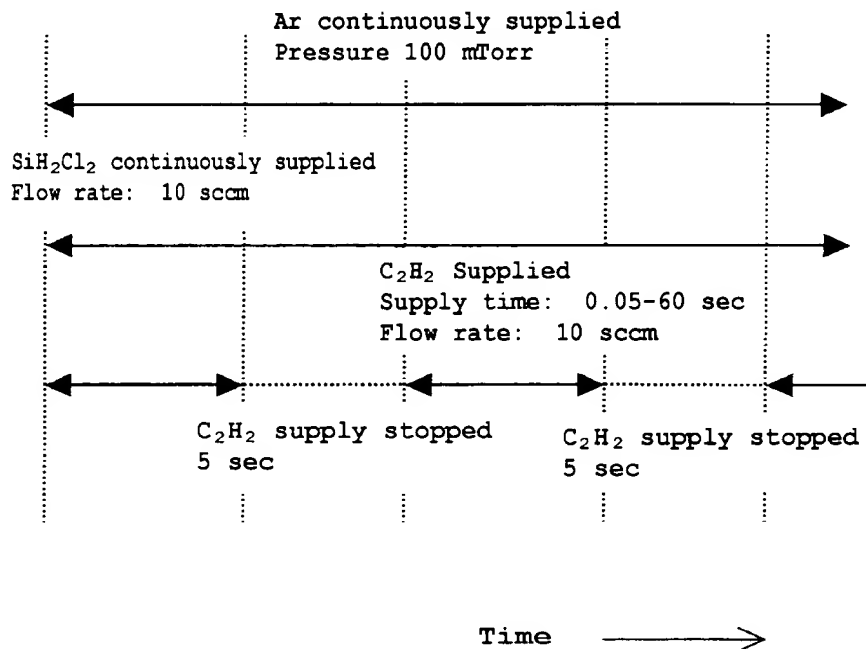 Ar continuously supplied
Pressure 100 mTorr
SiH₂Cl₂ continuously supplied
Flow rate: 10 sccm
C₂H₂ Supplied
Supply time: 0.05-60 sec
Flow rate: 10 sccm
C₂H₂ supply stopped
5 sec
C₂H₂ supply stopped
5 sec
Time